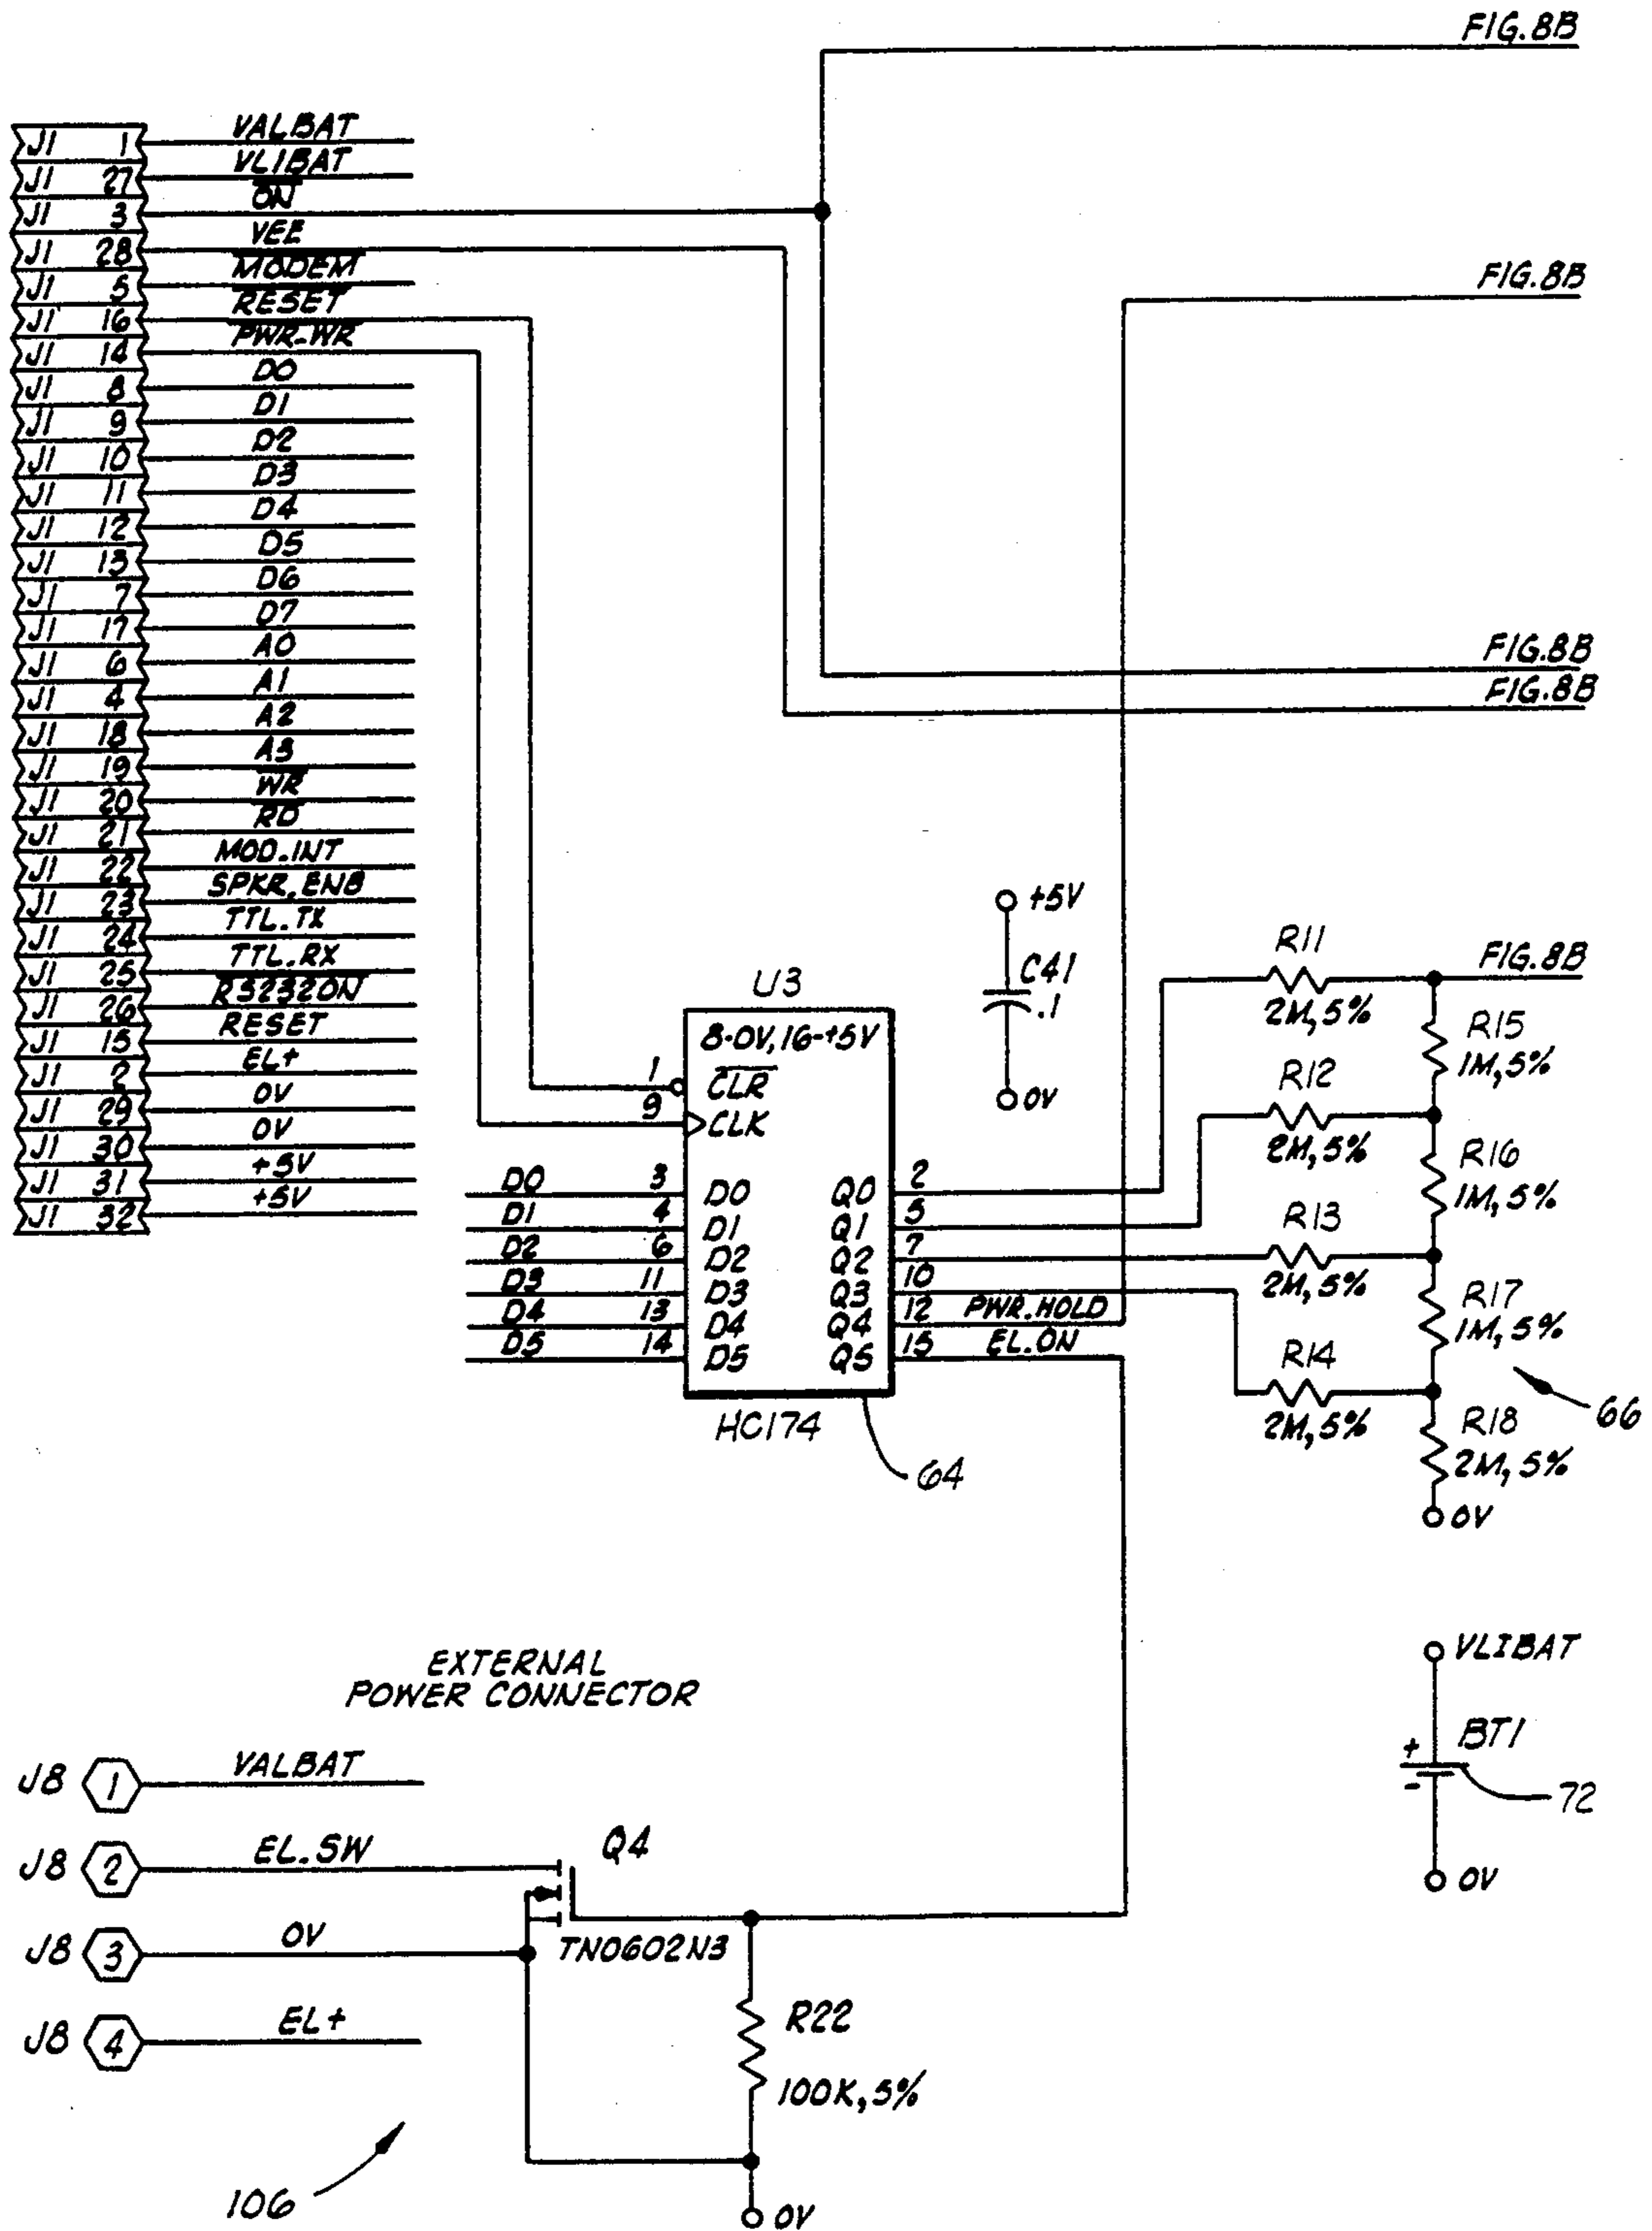 FIG.8B
J1 1 VALBAT
J1 27 VLIBAT
J1 3 ON
J1 28 VEE
J1 5 MODEM
J1 16 RESET
J1 14 PWR-WR
J1 8 D0
J1 9 D1
J1 10 D2
J1 11 D3
J1 12 D4
J1 13 D5
J1 7 D6
J1 17 D7
J1 6 A0
J1 4 A1
J1 18 A2
J1 19 A3
J1 20 WR
J1 21 RD
J1 22 MOD.INT
J1 23 SPKR.ENB
J1 24 TTL.TX
J1 25 TTL.RX
J1 26 RS232ON
J1 15 RESET
J1 2 EL+
J1 29 0V
J1 30 0V
J1 31 +5V
J1 32 +5V
FIG.8B
FIG.8B
FIG.8B
+5V
C41
.1
0V
U3
8-0V,16-+5V
1 CLR
9 CLK
D0 3 D0 Q0 2
D1 4 D1 Q1 5
D2 6 D2 Q2 7
D3 11 D3 Q3 10
D4 13 D4 Q4 12 PWR.HOLD
D5 14 D5 Q5 15 EL.ON
HC174
64
R11
2M,5%
FIG.8B
R15
1M,5%
R12
2M,5%
R16
1M,5%
R13
2M,5%
R17
1M,5%
R14
2M,5%
66
R18
2M,5%
0V
EXTERNAL
POWER CONNECTOR
J8 1 VALBAT
J8 2 EL.SW
J8 3 0V
J8 4 EL+
Q4
TN0602N3
R22
100K,5%
0V
106
VLIBAT
+ BT1
-
72
0V